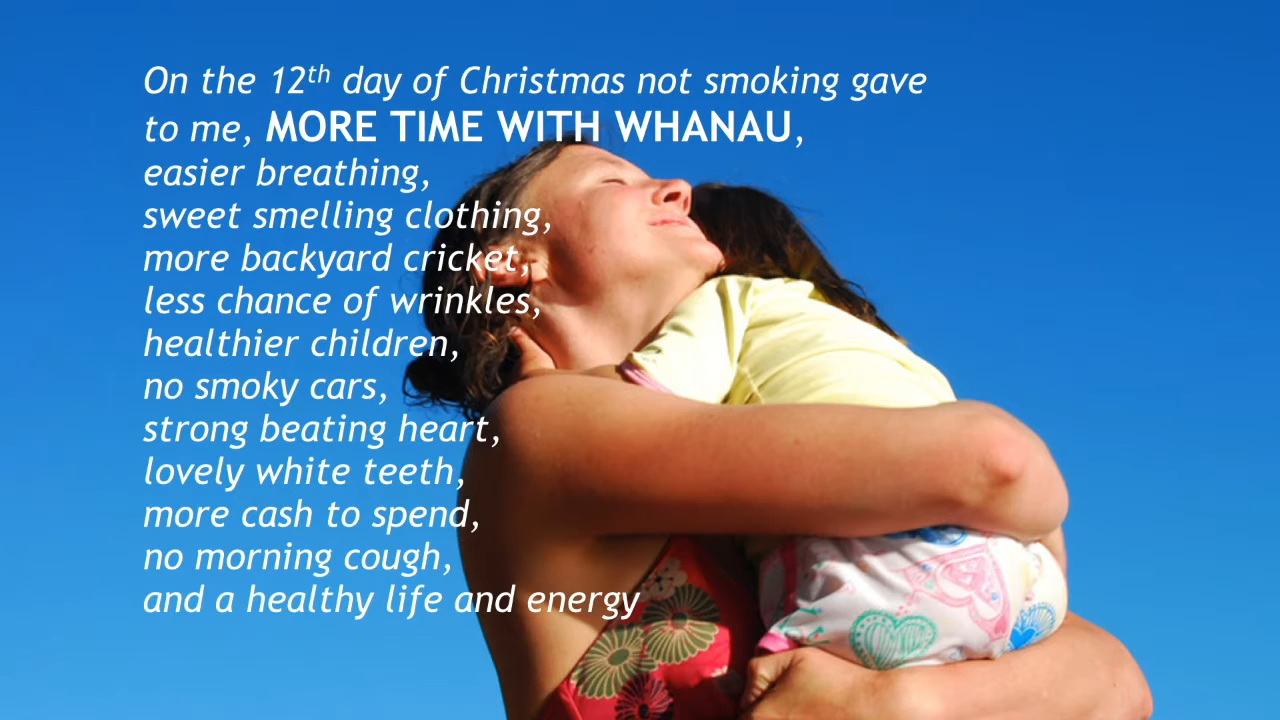 On the 12th day of Christmas not smoking gave
to me, MORE TIME WITH WHANAU,
easier breathing,
sweet smelling clothing,
more backyard cricket,
less chance of wrinkles,
healthier children,
no smoky cars,
strong beating heart,
lovely white teeth,
more cash to spend,
no morning cough,
and a healthy life and energy